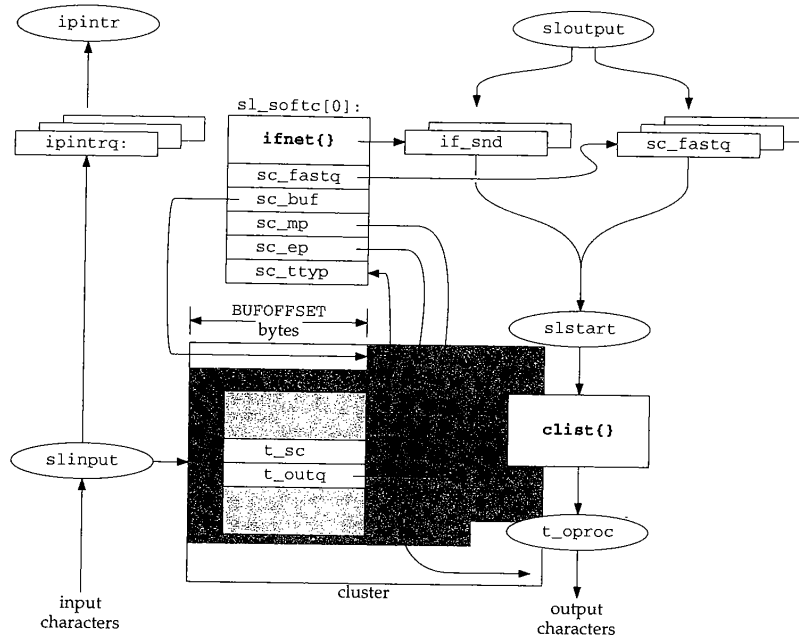 ipintr
sloutput
sl_softc[0]:
ipintrq:
ifnet{}
if_snd
sc_fastq
sc_fastq
sc_buf
sc_mp
sc_ep
sc_ttyp
BUFOFFSET
bytes
slstart
clist{}
slinput
t_sc
t_outq
t_oproc
cluster
input
characters
output
characters